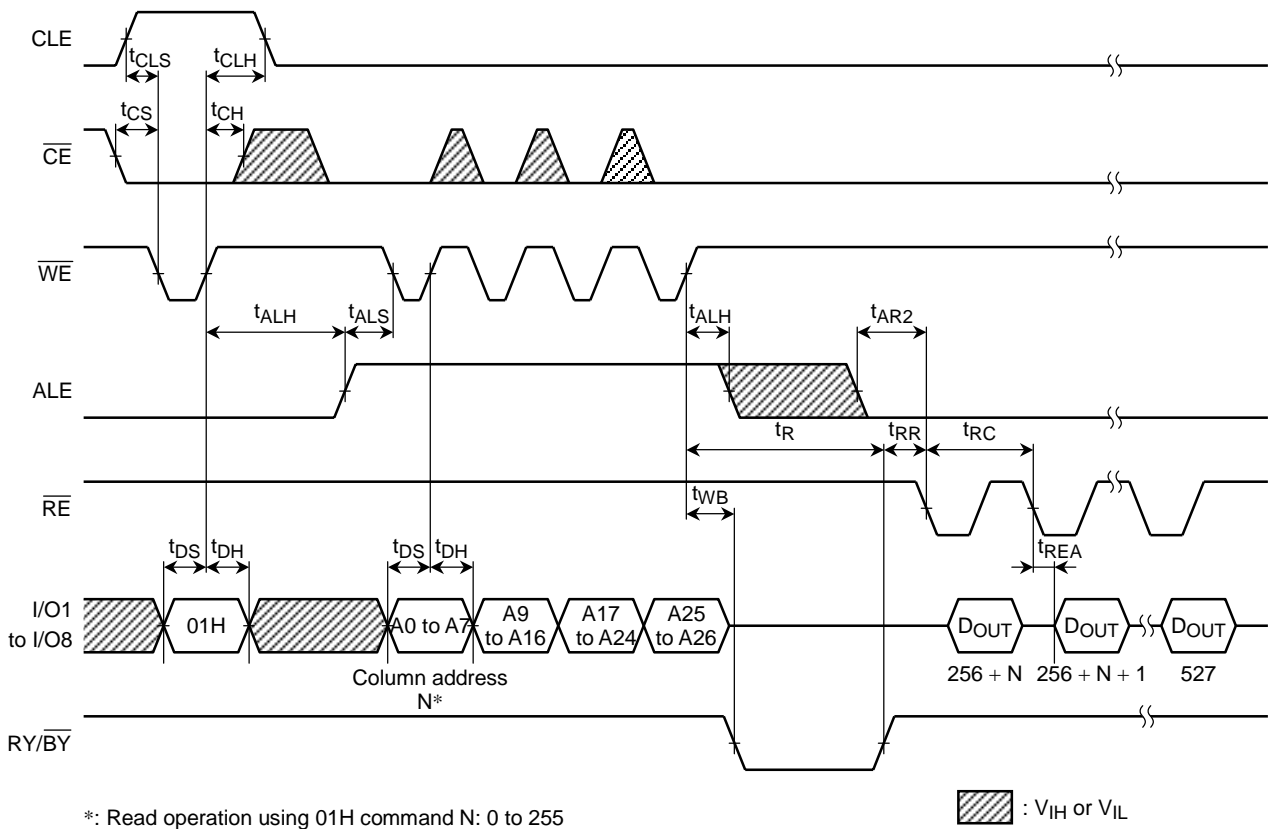 CLE
tCLS
tCLH
tCS
tCH
CE
WE
tALH
tALS
tALH
tAR2
ALE
tR
tRR
tRC
RE
tWB
tDS
tDH
tDS
tDH
tREA
I/O1
to I/O8
01H
A0 to A7
A9
to A16
A17
to A24
A25
to A26
DOUT
DOUT
DOUT
Column address
N*
256 + N
256 + N + 1
527
RY/BY
*: Read operation using 01H command N: 0 to 255
: VIH or VIL